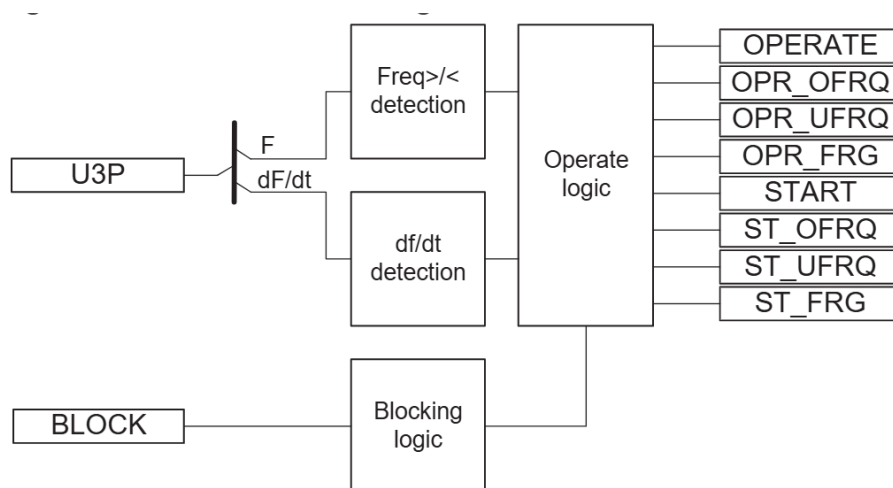 Freq>/<
detection
F
U3P
dF/dt
df/dt
detection
Operate
logic
OPERATE
OPR_OFRQ
OPR_UFRQ
OPR_FRG
START
ST_OFRQ
ST_UFRQ
ST_FRG
BLOCK
Blocking
logic